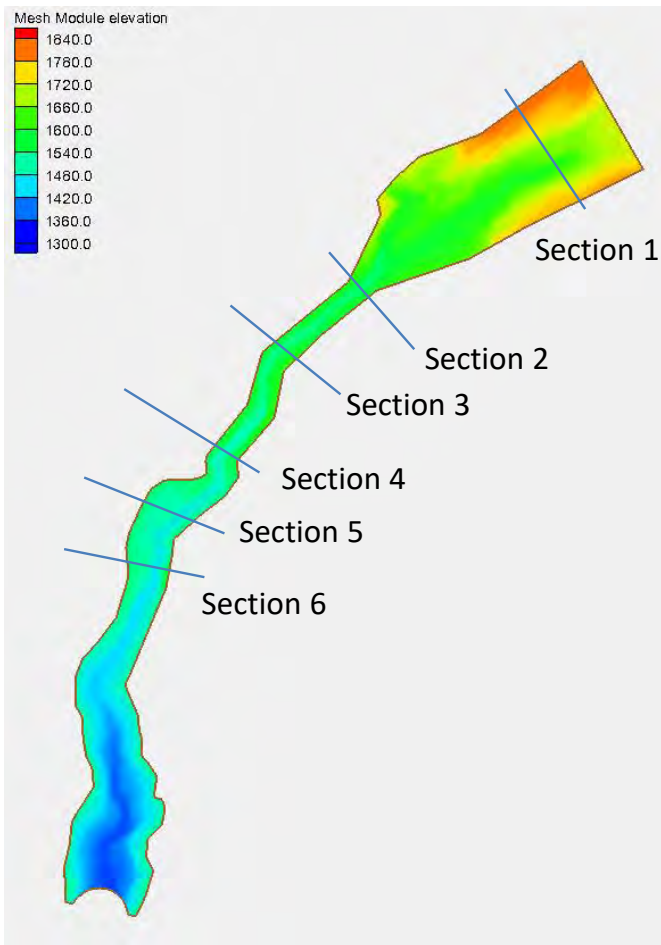 Mesh Module elevation
1840.0
1780.0
1720.0
1660.0
1600.0
1540.0
1480.0
1420.0
1360.0
1300.0
Section 1
Section 2
Section 3
Section 4
Section 5
Section 6